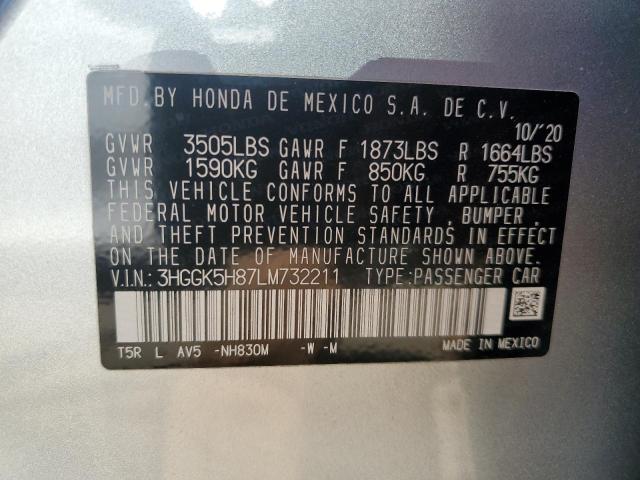 MFD. BY HONDA DE MEXICO S.A. DE C.V.
10/'20
GVWR 3505LBS GAWR F 1873LBS R 1664LBS
GVWR 1590KG GAWR F 850KG R 755KG
THIS VEHICLE CONFORMS TO ALL APPLICABLE
FEDERAL MOTOR VEHICLE SAFETY, BUMPER,
AND THEFT PREVENTION STANDARDS IN EFFECT
ON THE DATE OF MANUFACTURE SHOWN ABOVE.
V.I.N.: 3HGGK5H87LM732211 TYPE: PASSENGER CAR
T5R L AV5 -NH830M -W -M MADE IN MEXICO